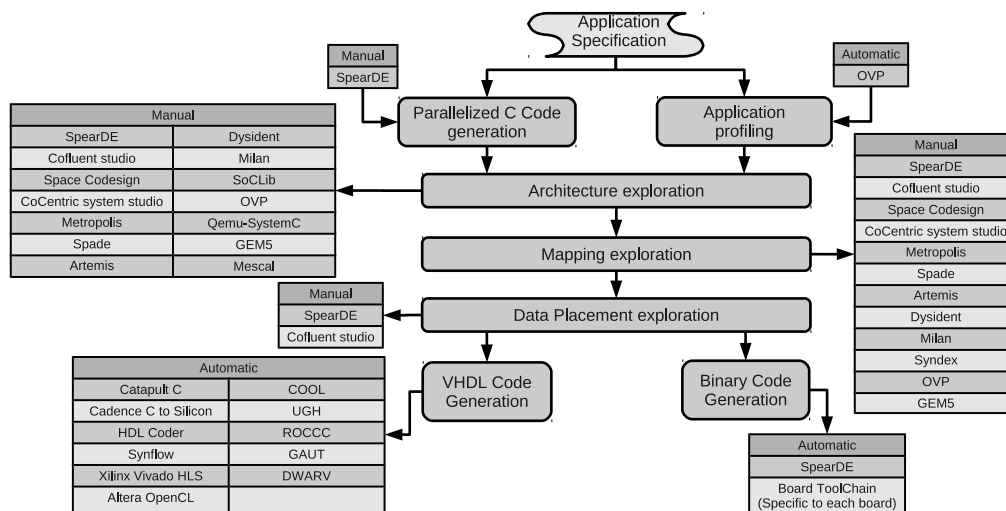 Application
Specification
Manual
SpearDE
Automatic
OVP
Parallelized C Code
generation
Application
profiling
Manual
SpearDE Dysident
Cofluent studio Milan
Space Codesign SoCLib
CoCentric system studio OVP
Metropolis Qemu-SystemC
Spade GEM5
Artemis Mescal
Architecture exploration
Mapping exploration
Manual
SpearDE
Cofluent studio
Space Codesign
CoCentric system studio
Metropolis
Spade
Artemis
Dysident
Milan
Syndex
OVP
GEM5
Manual
SpearDE
Cofluent studio
Data Placement exploration
Automatic
Catapult C COOL
Cadence C to Silicon UGH
HDL Coder ROCCC
Synflow GAUT
Xilinx Vivado HLS DWARV
Altera OpenCL
VHDL Code
Generation
Binary Code
Generation
Automatic
SpearDE
Board ToolChain
(Specific to each board)